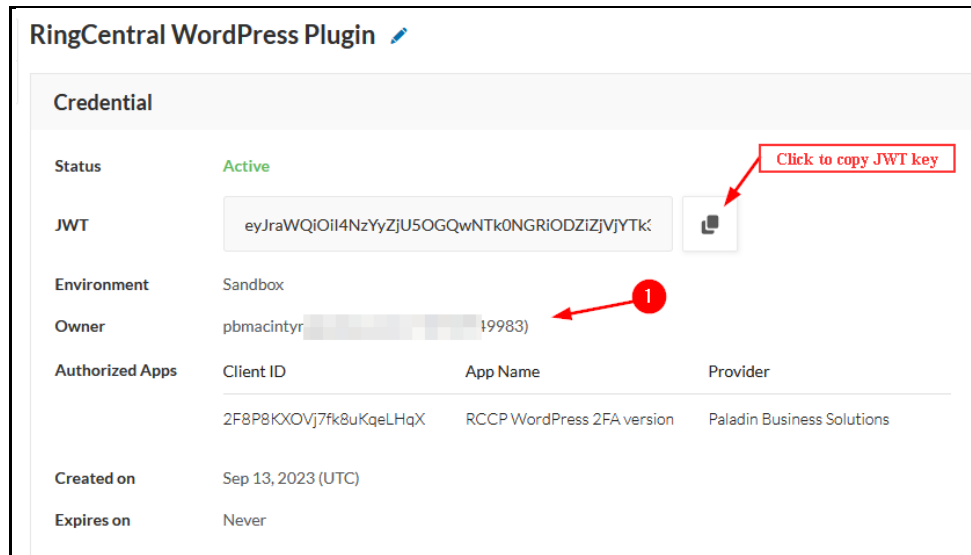 RingCentral WordPress Plugin
Credential
Status Active
Click to copy JWT key
JWT eyJraWQiOiI4NzYyZjU5OGQwNTk0NGRiODZiZjVjYTk3
Environment Sandbox
1
Owner pbmacintyr 49983)
Authorized Apps Client ID App Name Provider
2F8P8KXOVj7fk8uKqeLHqX RCCP WordPress 2FA version Paladin Business Solutions
Created on Sep 13, 2023 (UTC)
Expires on Never